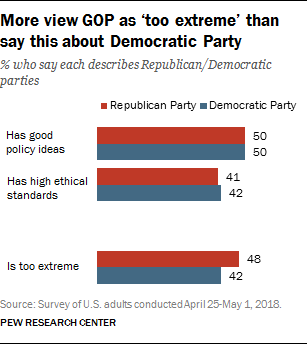 More view GOP as ‘too extreme’ than
say this about Democratic Party
% who say each describes Republican/Democratic
parties
Republican Party Democratic Party
Has good
policy ideas
50
50
Has high ethical
standards
41
42
Is too extreme
48
42
Source: Survey of U.S. adults conducted April 25-May 1, 2018.
PEW RESEARCH CENTER